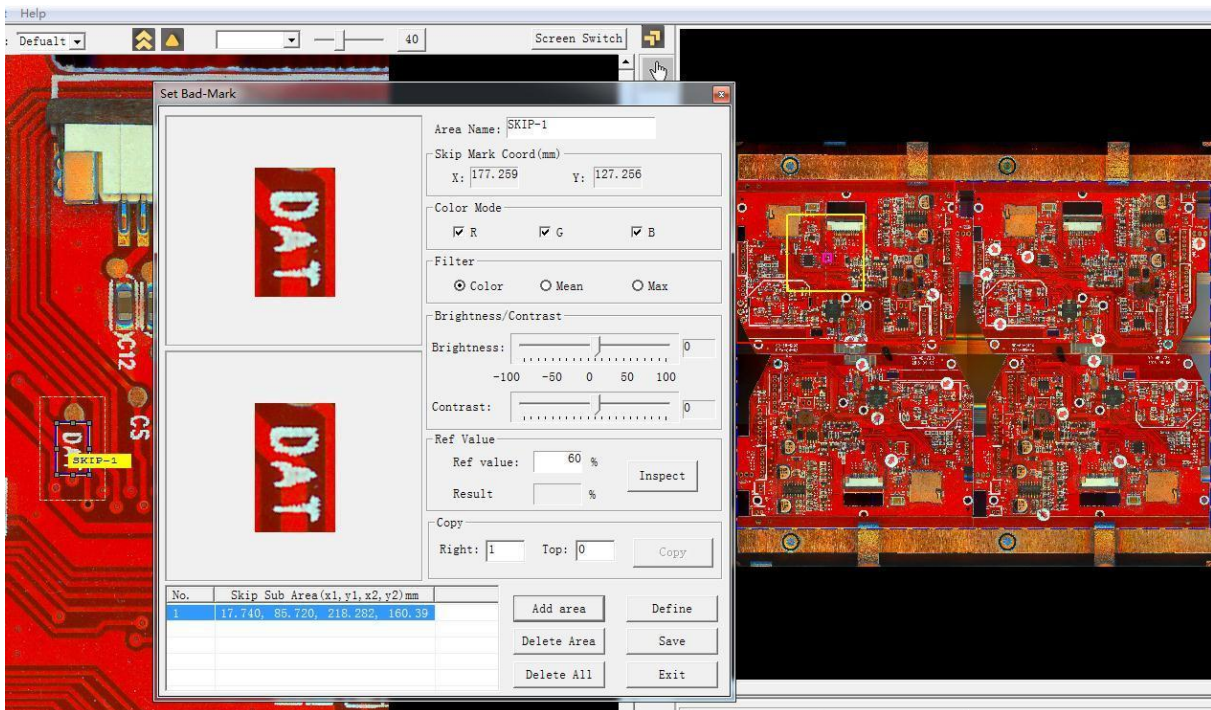 Help
Defualt
40
Screen Switch
Set Bad-Mark
Area Name: SKIP-1
Skip Mark Coord(mm)
X: 177.259 Y: 127.256
Color Mode
R G B
Filter
Color Mean Max
Brightness/Contrast
Brightness: 0
-100 -50 0 50 100
Contrast: 0
Ref Value
Ref value: 60 %
Inspect
Result %
Copy
Right: 1 Top: 0 Copy
No. Skip Sub Area(x1,y1,x2,y2)mm
1 17.740, 85.720, 218.282, 160.39
Add area Define
Delete Area Save
Delete All Exit
DAT
DAT
C12
C5
DA
SKIP-1